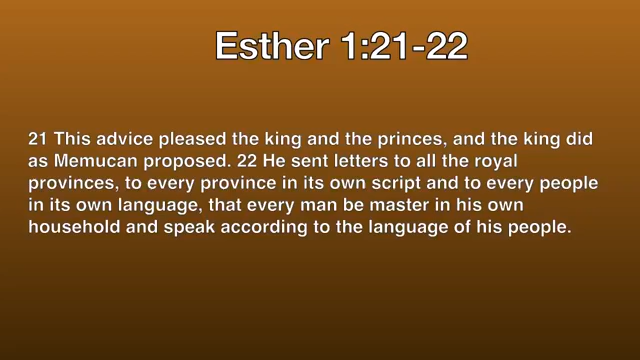 Esther 1:21-22
21 This advice pleased the king and the princes, and the king did
as Memucan proposed. 22 He sent letters to all the royal
provinces, to every province in its own script and to every people
in its own language, that every man be master in his own
household and speak according to the language of his people.